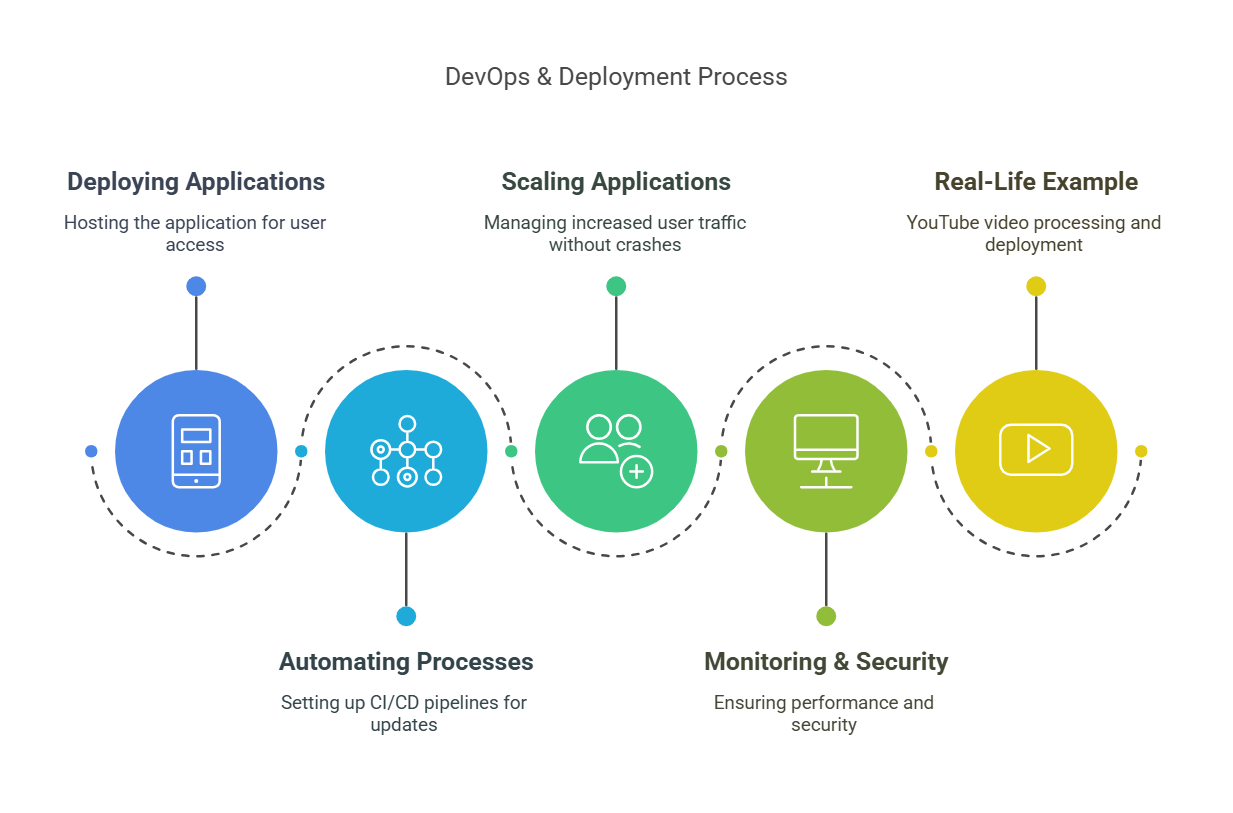 DevOps & Deployment Process
Deploying Applications
Hosting the application for user
access
Scaling Applications
Managing increased user traffic
without crashes
Real-Life Example
YouTube video processing and
deployment
Automating Processes
Setting up CI/CD pipelines for
updates
Monitoring & Security
Ensuring performance and
security